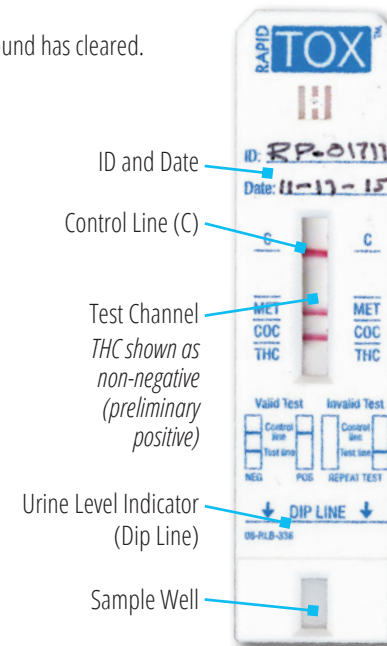 ound has cleared.
RAPID TOX™
ID: RP-01711
Date: 11-17-15
ID and Date
Control Line (C)
Test Channel
THC shown as
non-negative
(preliminary
positive)
Urine Level Indicator
(Dip Line)
Sample Well
C C
MET MET
COC COC
THC THC
Valid Test Invalid Test
Control line Control line
Test line Test line
NEG POS REPEAT TEST
DIP LINE
06-RLB-336